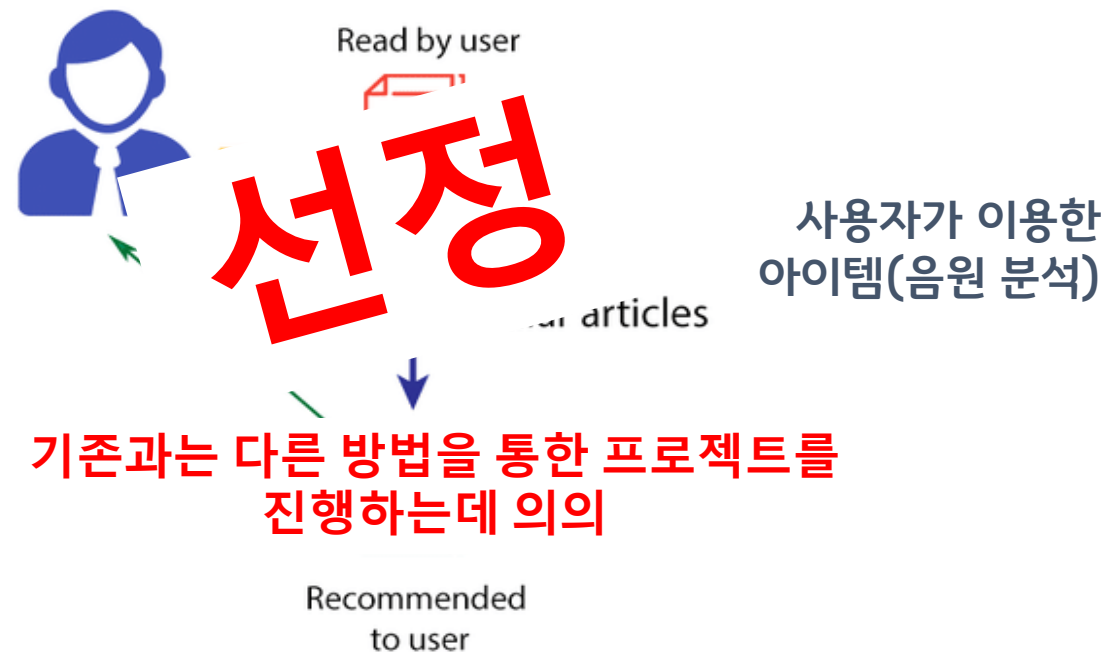 Read by user
선정
사용자가 이용한
아이템(음원 분석)
articles
기존과는 다른 방법을 통한 프로젝트를
진행하는데 의의
Recommended
to user